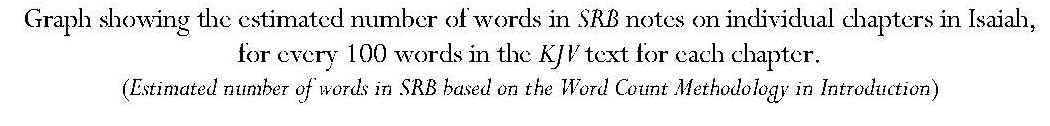 Graph showing the estimated number of words in SRB notes on individual chapters in Isaiah,
for every 100 words in the KJV text for each chapter.
(Estimated number of words in SRB based on the Word Count Methodology in Introduction)